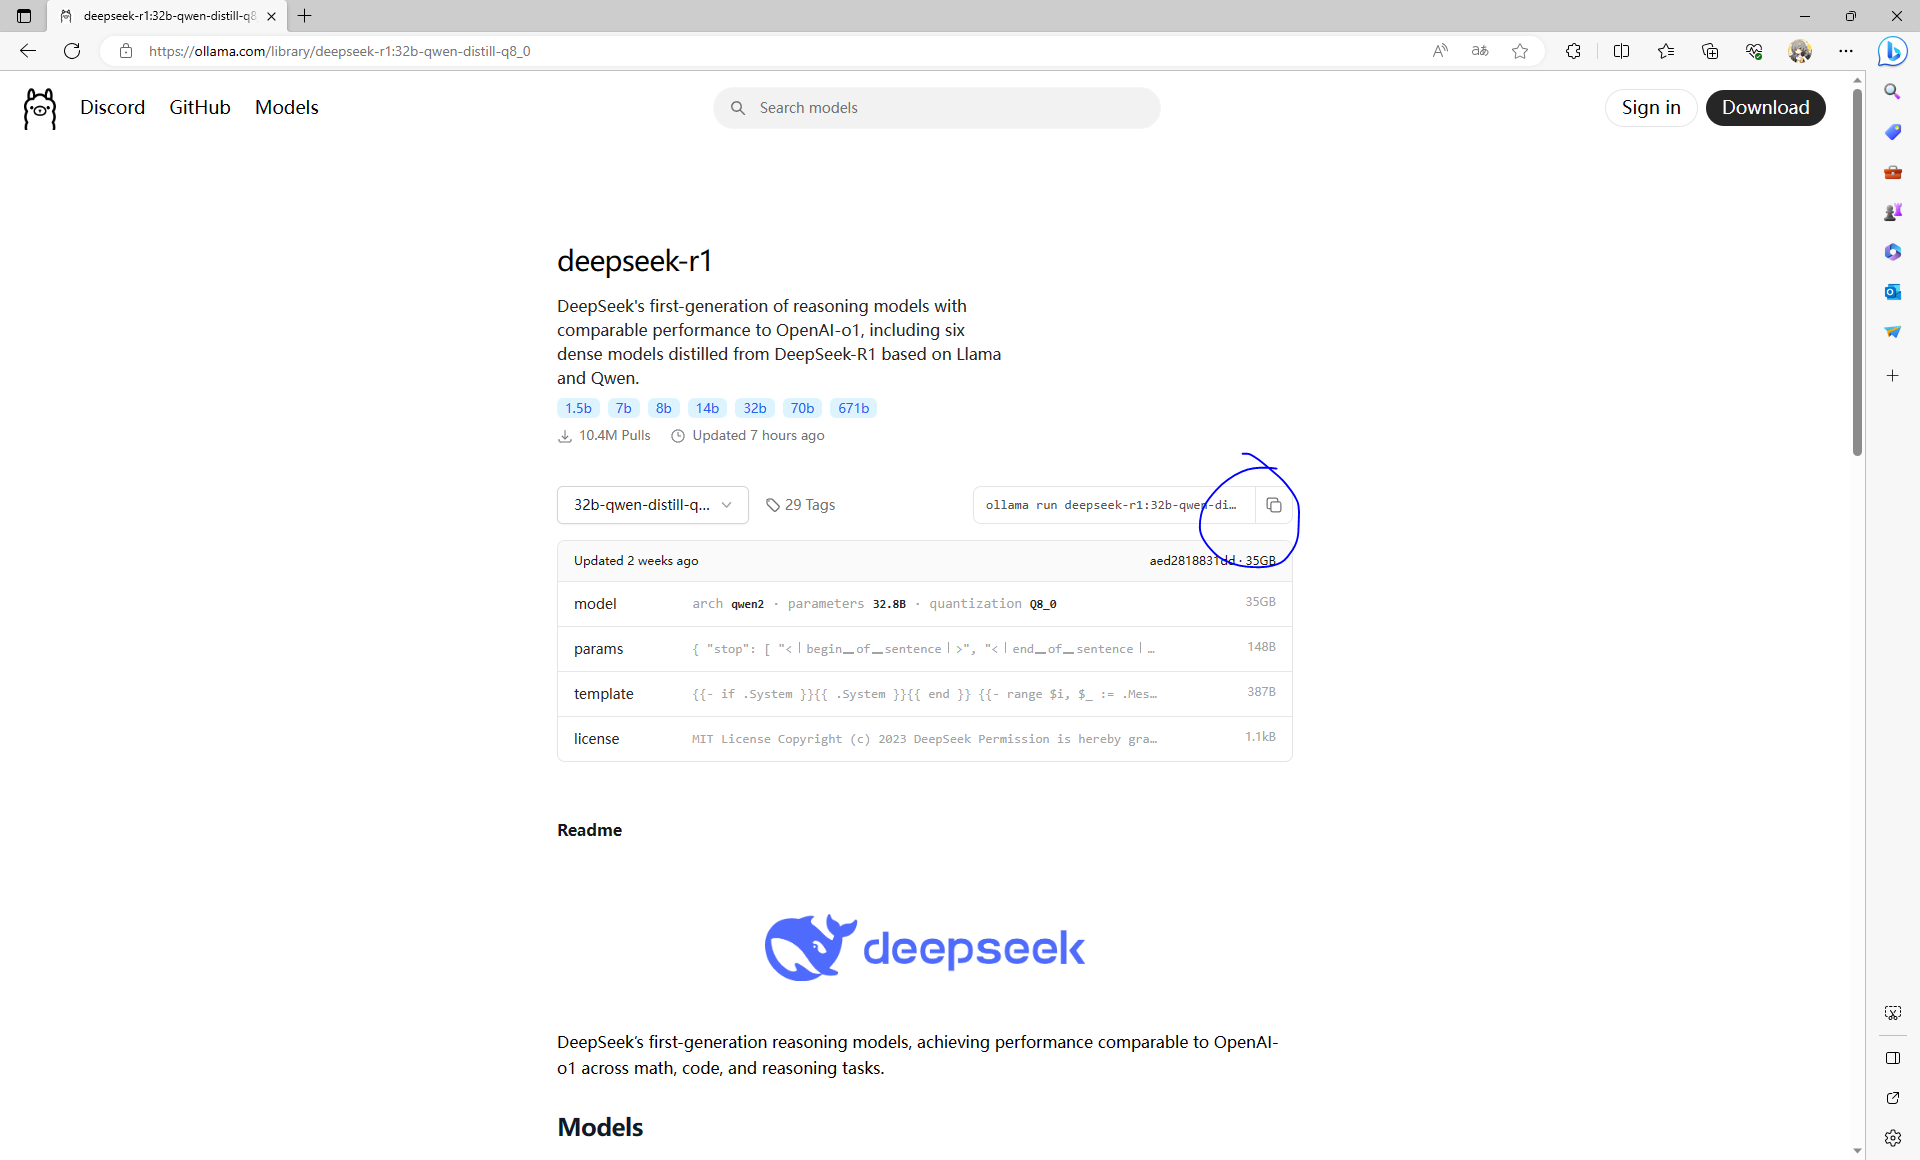 deepseek-r1:32b-qwen-distill-q8
https://ollama.com/library/deepseek-r1:32b-qwen-distill-q8_0
Discord GitHub Models
Search models
Sign in Download
deepseek-r1
DeepSeek's first-generation of reasoning models with
comparable performance to OpenAI-o1, including six
dense models distilled from DeepSeek-R1 based on Llama
and Qwen.
1.5b 7b 8b 14b 32b 70b 671b
10.4M Pulls Updated 7 hours ago
32b-qwen-distill-q... 29 Tags ollama run deepseek-r1:32b-qwen-di…
Updated 2 weeks ago aed2818831dd · 35GB
model arch qwen2 · parameters 32.8B · quantization Q8_0 35GB
params { "stop": [ "<｜begin▁of▁sentence｜>", "<｜end▁of▁sentence｜… 148B
template {{- if .System }}{{ .System }}{{ end }} {{- range $i, $_ := .Mes… 387B
license MIT License Copyright (c) 2023 DeepSeek Permission is hereby gra… 1.1kB
Readme
deepseek
DeepSeek’s first-generation reasoning models, achieving performance comparable to OpenAI-
o1 across math, code, and reasoning tasks.
Models